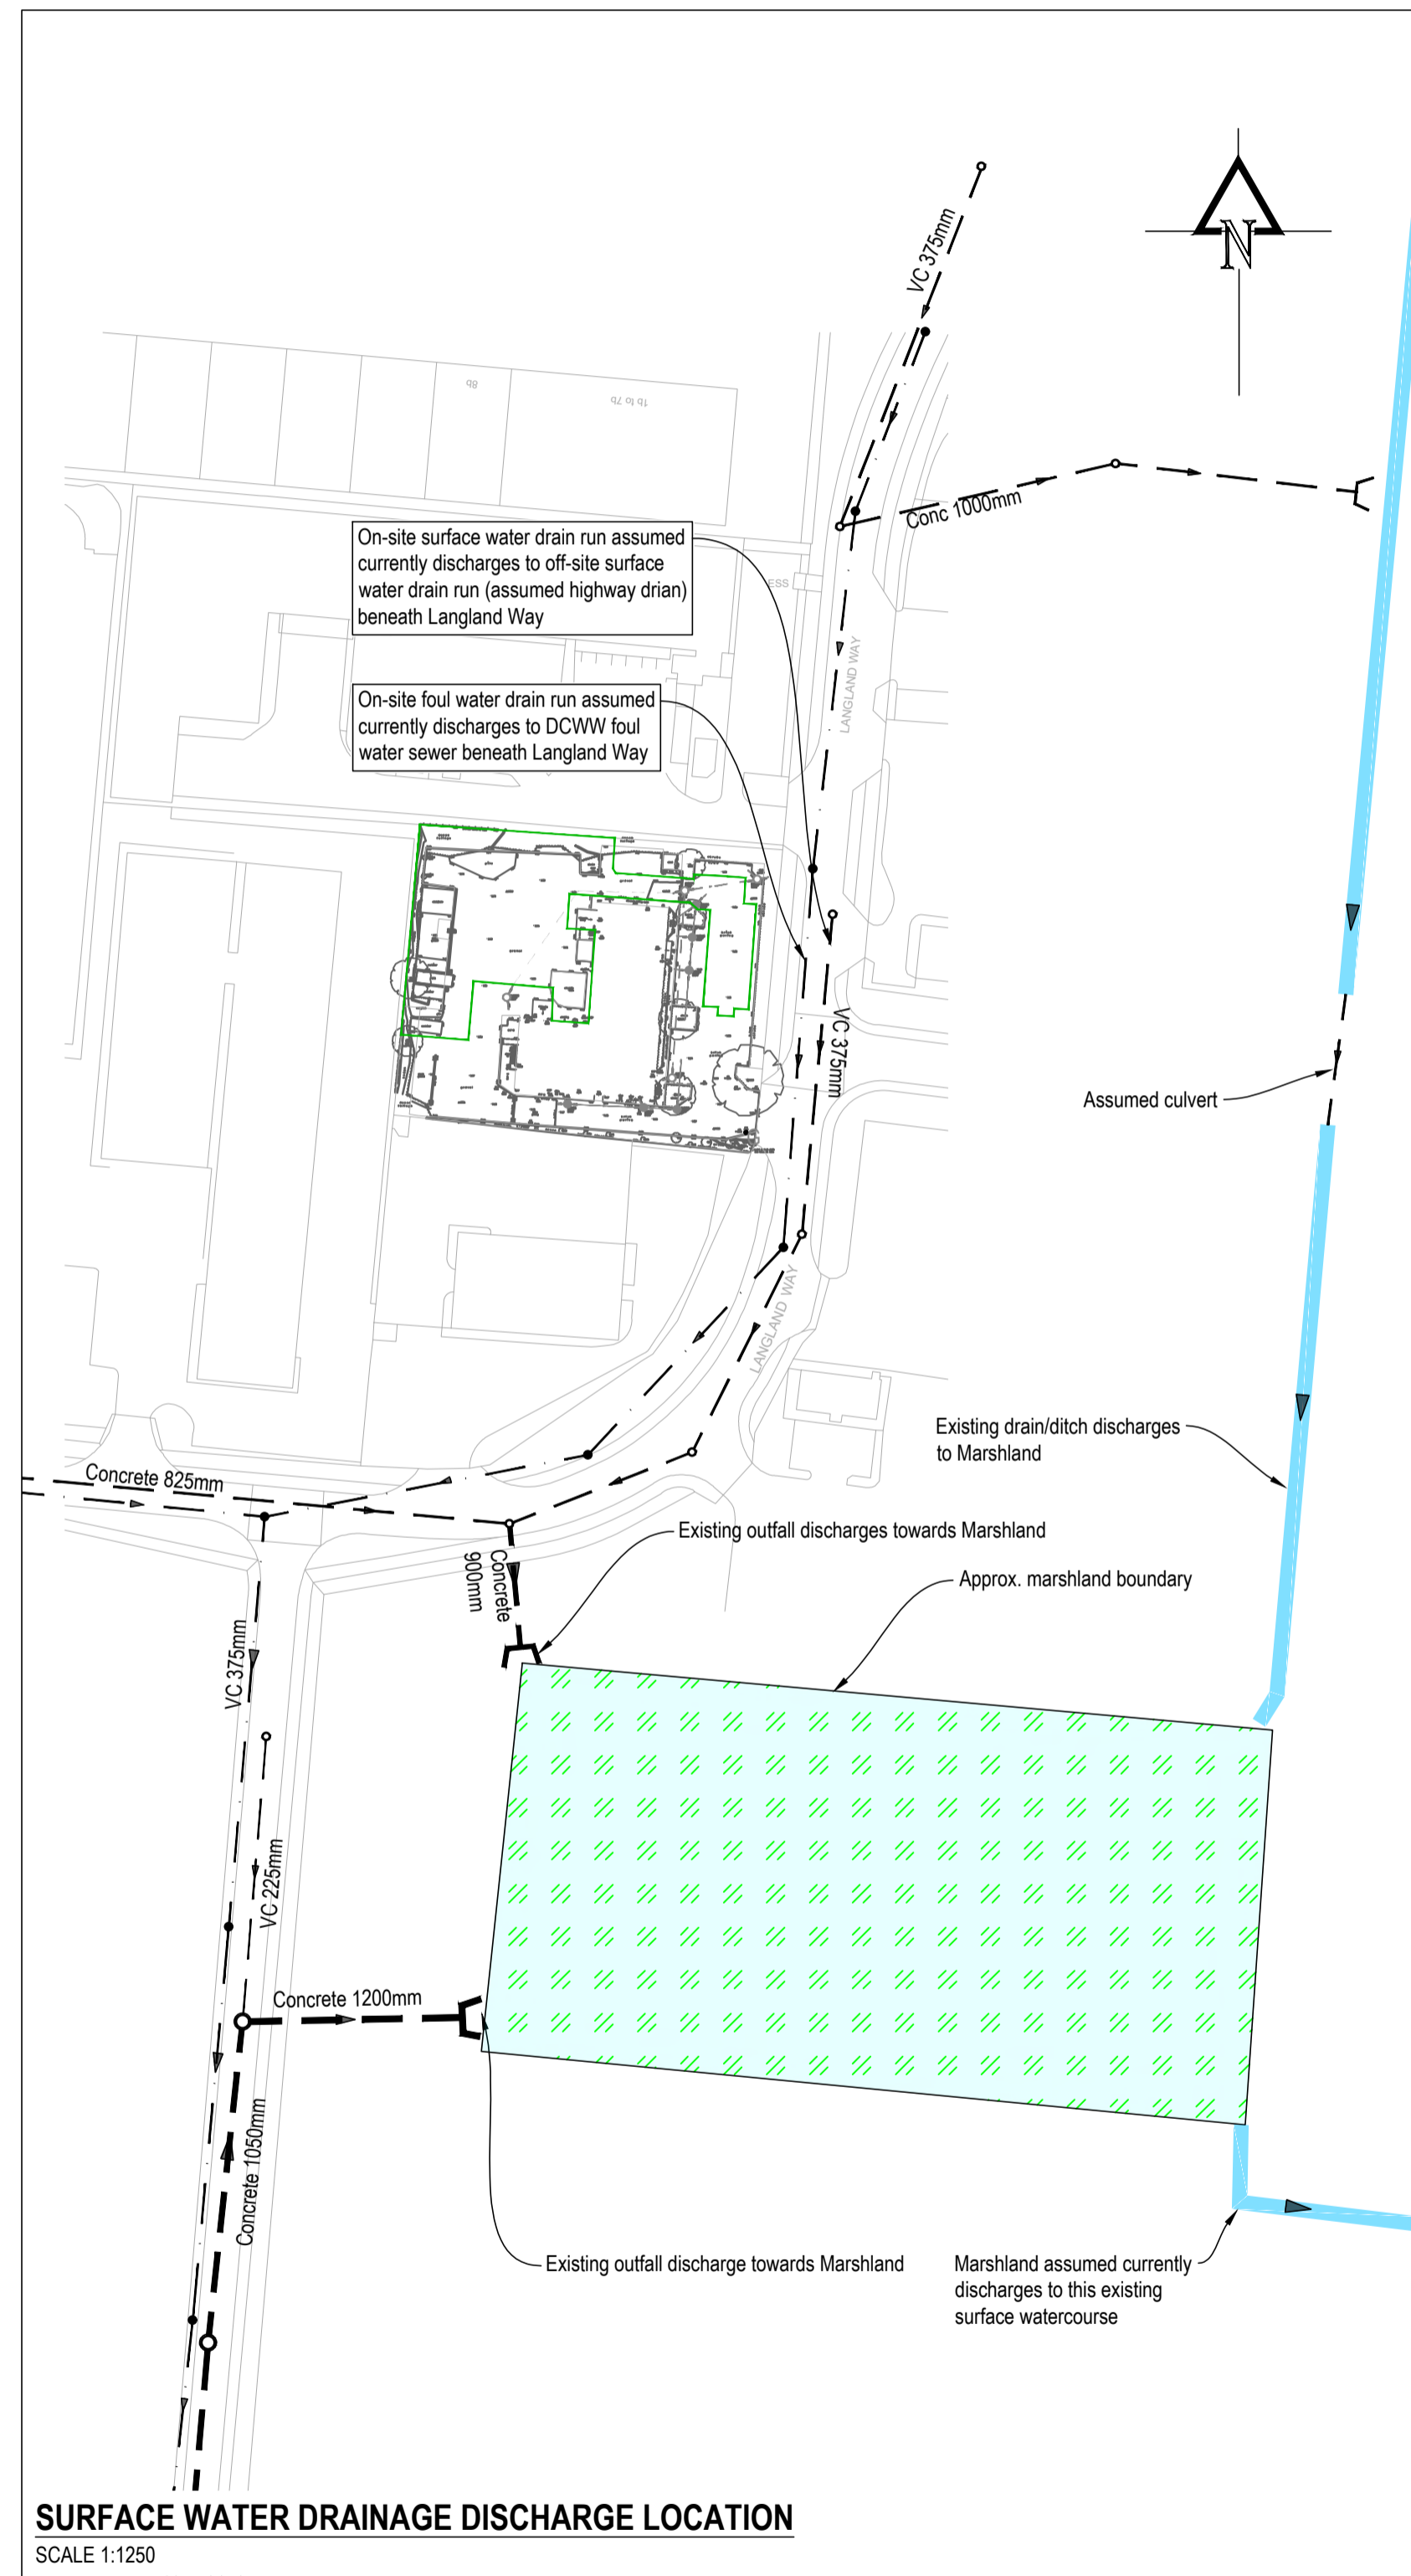 VC 375mm
N
8b
1b to 7b
Conc 1000mm
On-site surface water drain run assumed
currently discharges to off-site surface
water drain run (assumed highway drian)
beneath Langland Way
ESS
LANGLAND WAY
On-site foul water drain run assumed
currently discharges to DCWW foul
water sewer beneath Langland Way
VC 375mm
Assumed culvert
LANGLAND WAY
Existing drain/ditch discharges
to Marshland
Concrete 825mm
Existing outfall discharges towards Marshland
Concrete
900mm
Approx. marshland boundary
VC 375mm
VC 225mm
Concrete 1200mm
Concrete 1050mm
Existing outfall discharge towards Marshland
Marshland assumed currently
discharges to this existing
surface watercourse
SURFACE WATER DRAINAGE DISCHARGE LOCATION
SCALE 1:1250